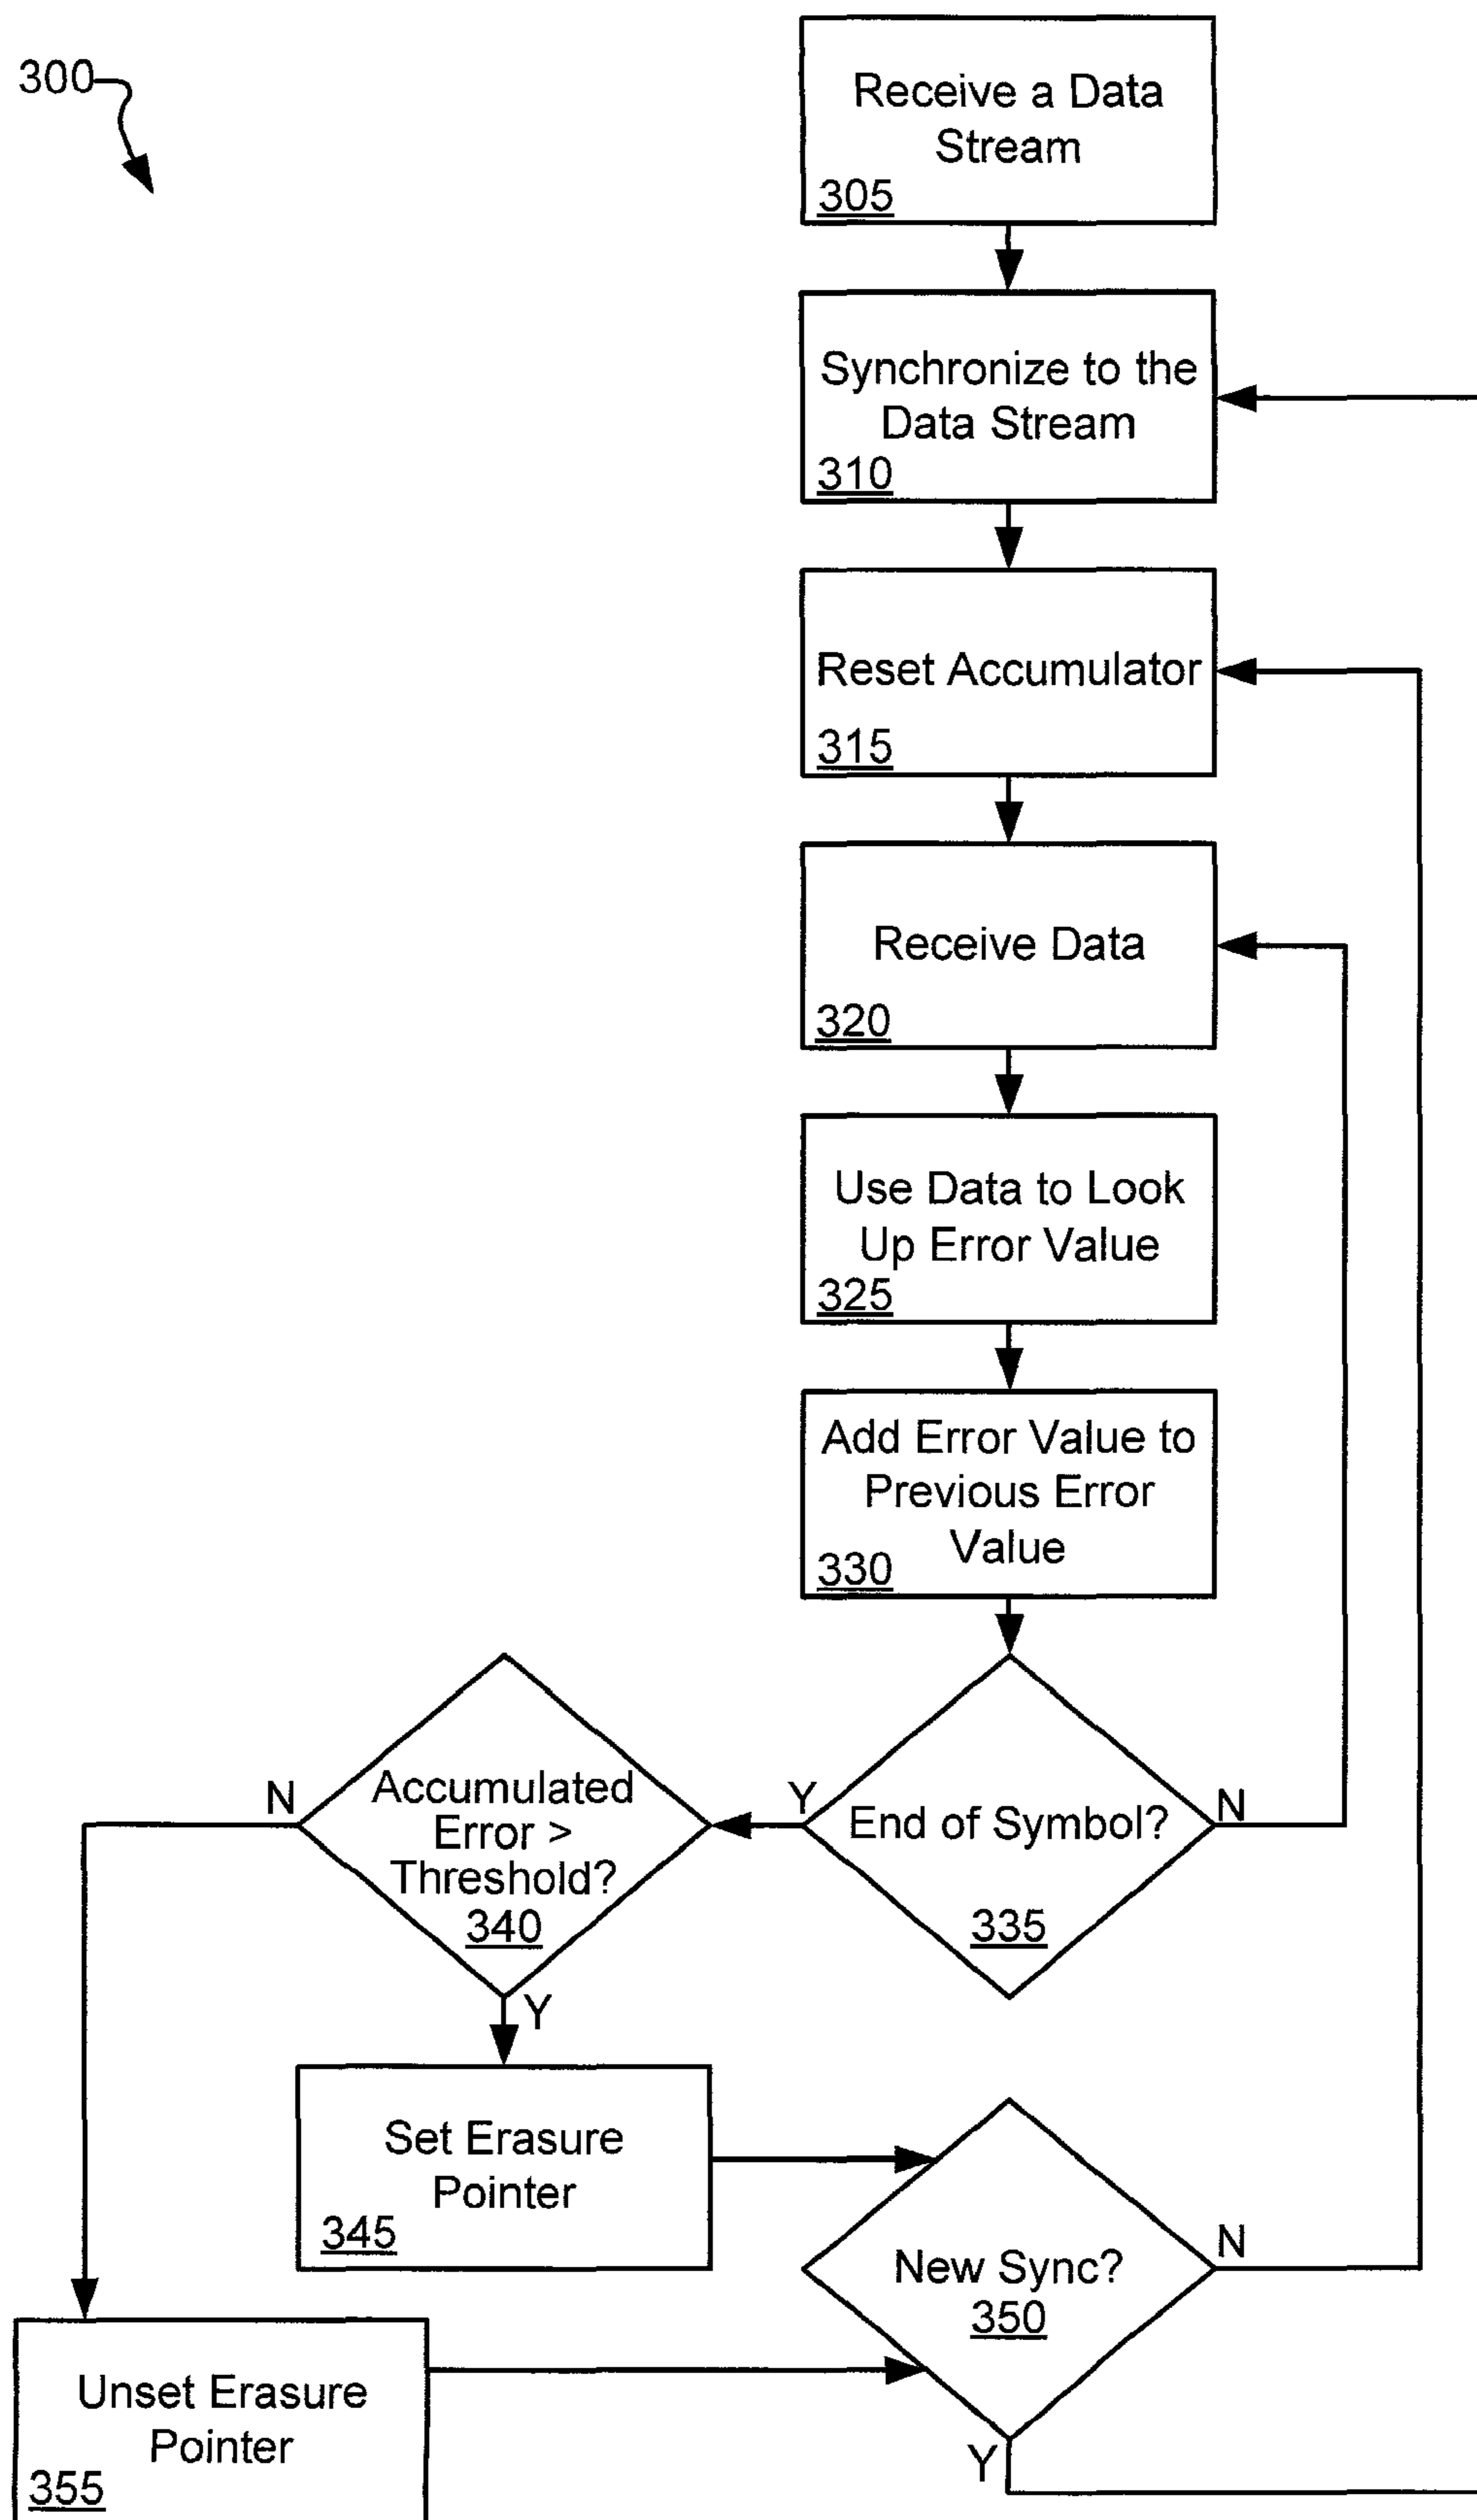 300
Receive a Data
Stream
305
Synchronize to the
Data Stream
310
Reset Accumulator
315
Receive Data
320
Use Data to Look
Up Error Value
325
Add Error Value to
Previous Error
Value
330
N
Accumulated
Error >
Threshold?
340
Y
End of Symbol?
335
N
Y
Set Erasure
Pointer
345
New Sync?
350
N
Unset Erasure
Pointer
355
Y